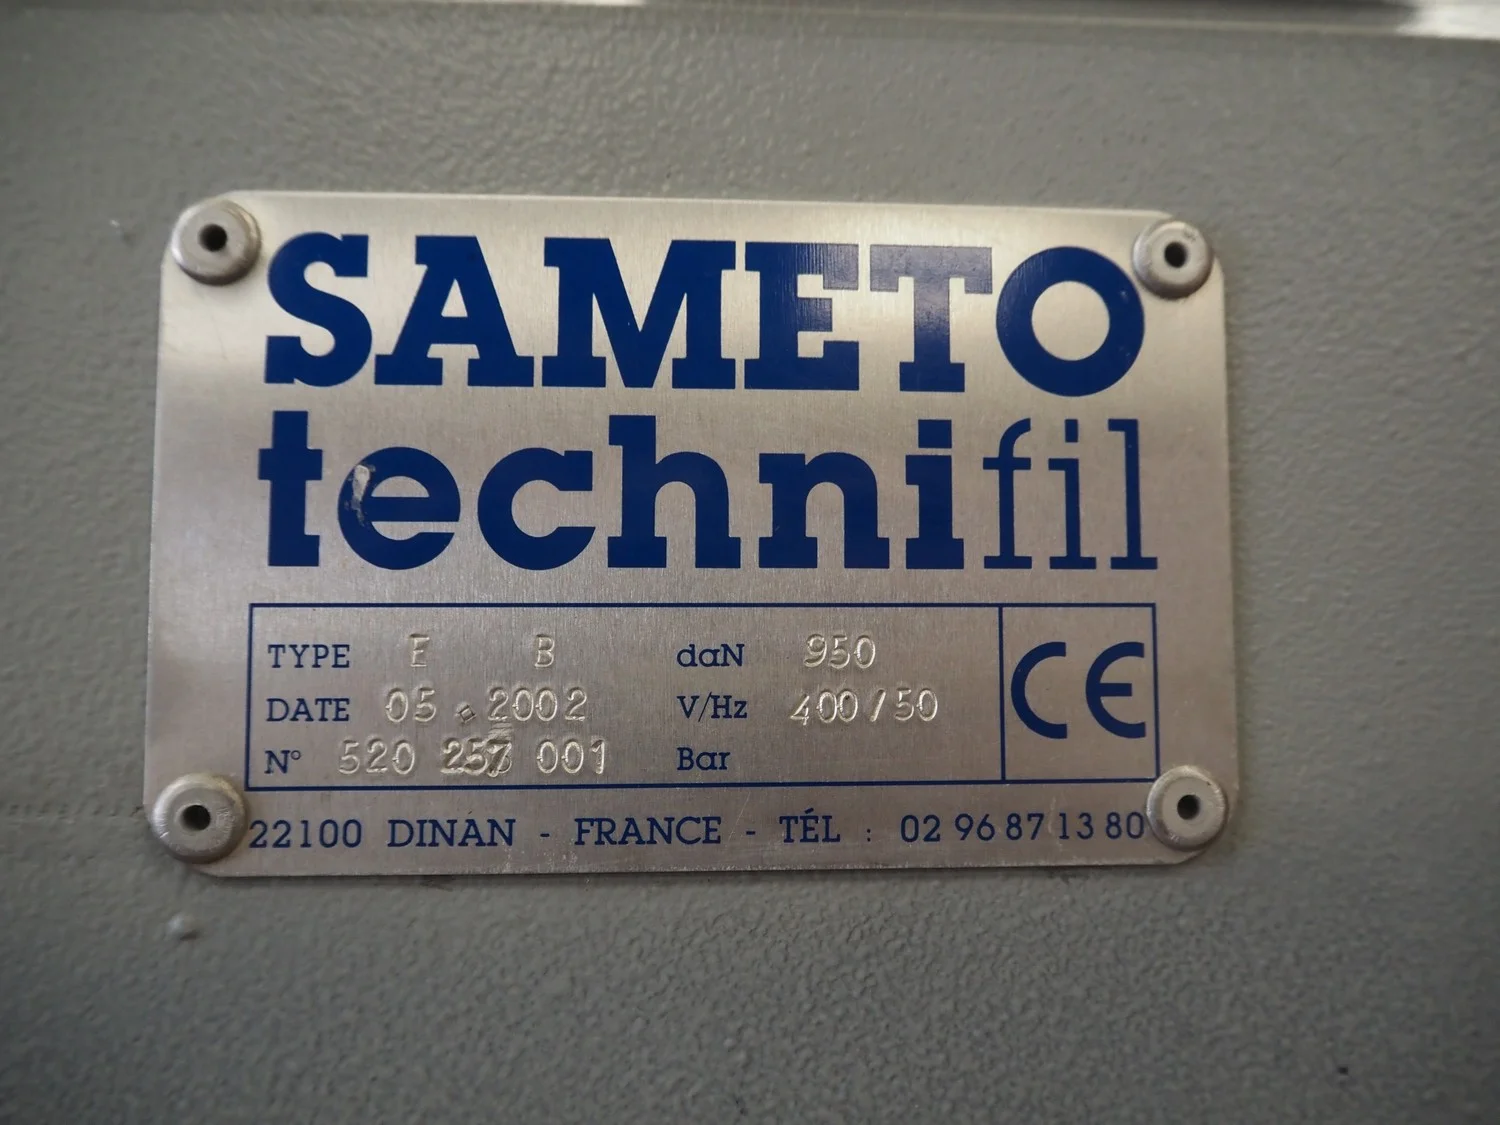 SAMETO
technifil
TYPE E B daN 950
DATE 05.2002 V/Hz 400/50
N° 520 257 001 Bar
CE
22100 DINAN - FRANCE - TÉL : 02 96 87 13 80